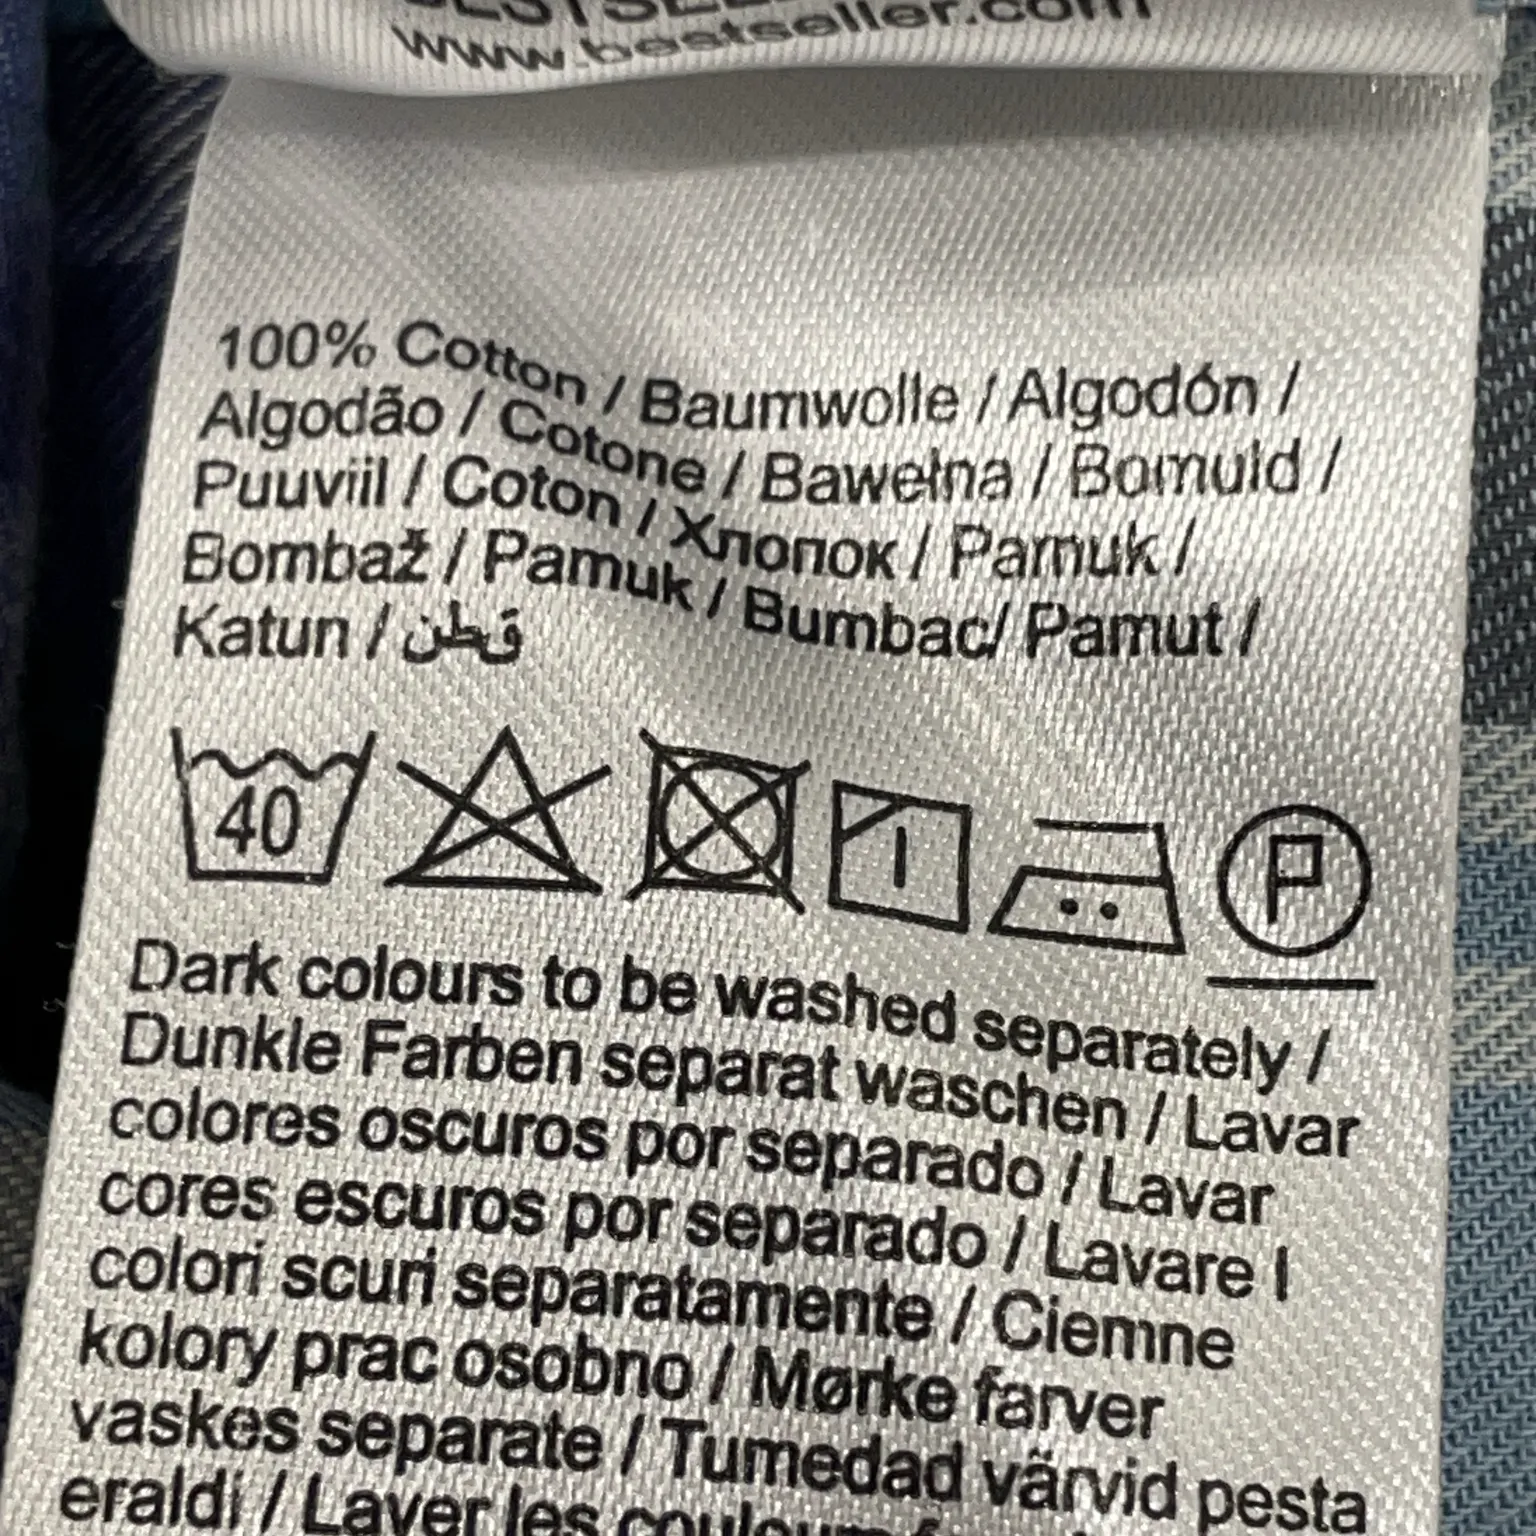 www.bestseller.com
100% Cotton / Baumwolle / Algodón /
Algodão / Cotone / Bawełna / Bomuld /
Puuvill / Coton / Хлопок / Pamuk /
Bombaž / Pamuk / Bumbac/ Pamut /
Katun / قطن
40
P
Dark colours to be washed separately /
Dunkle Farben separat waschen / Lavar
colores oscuros por separado / Lavar
cores escuros por separado / Lavare I
colori scuri separatamente / Ciemne
kolory prac osobno / Mørke farver
vaskes separate / Tumedad värvid pesta
eraldi / Laver les couleurs